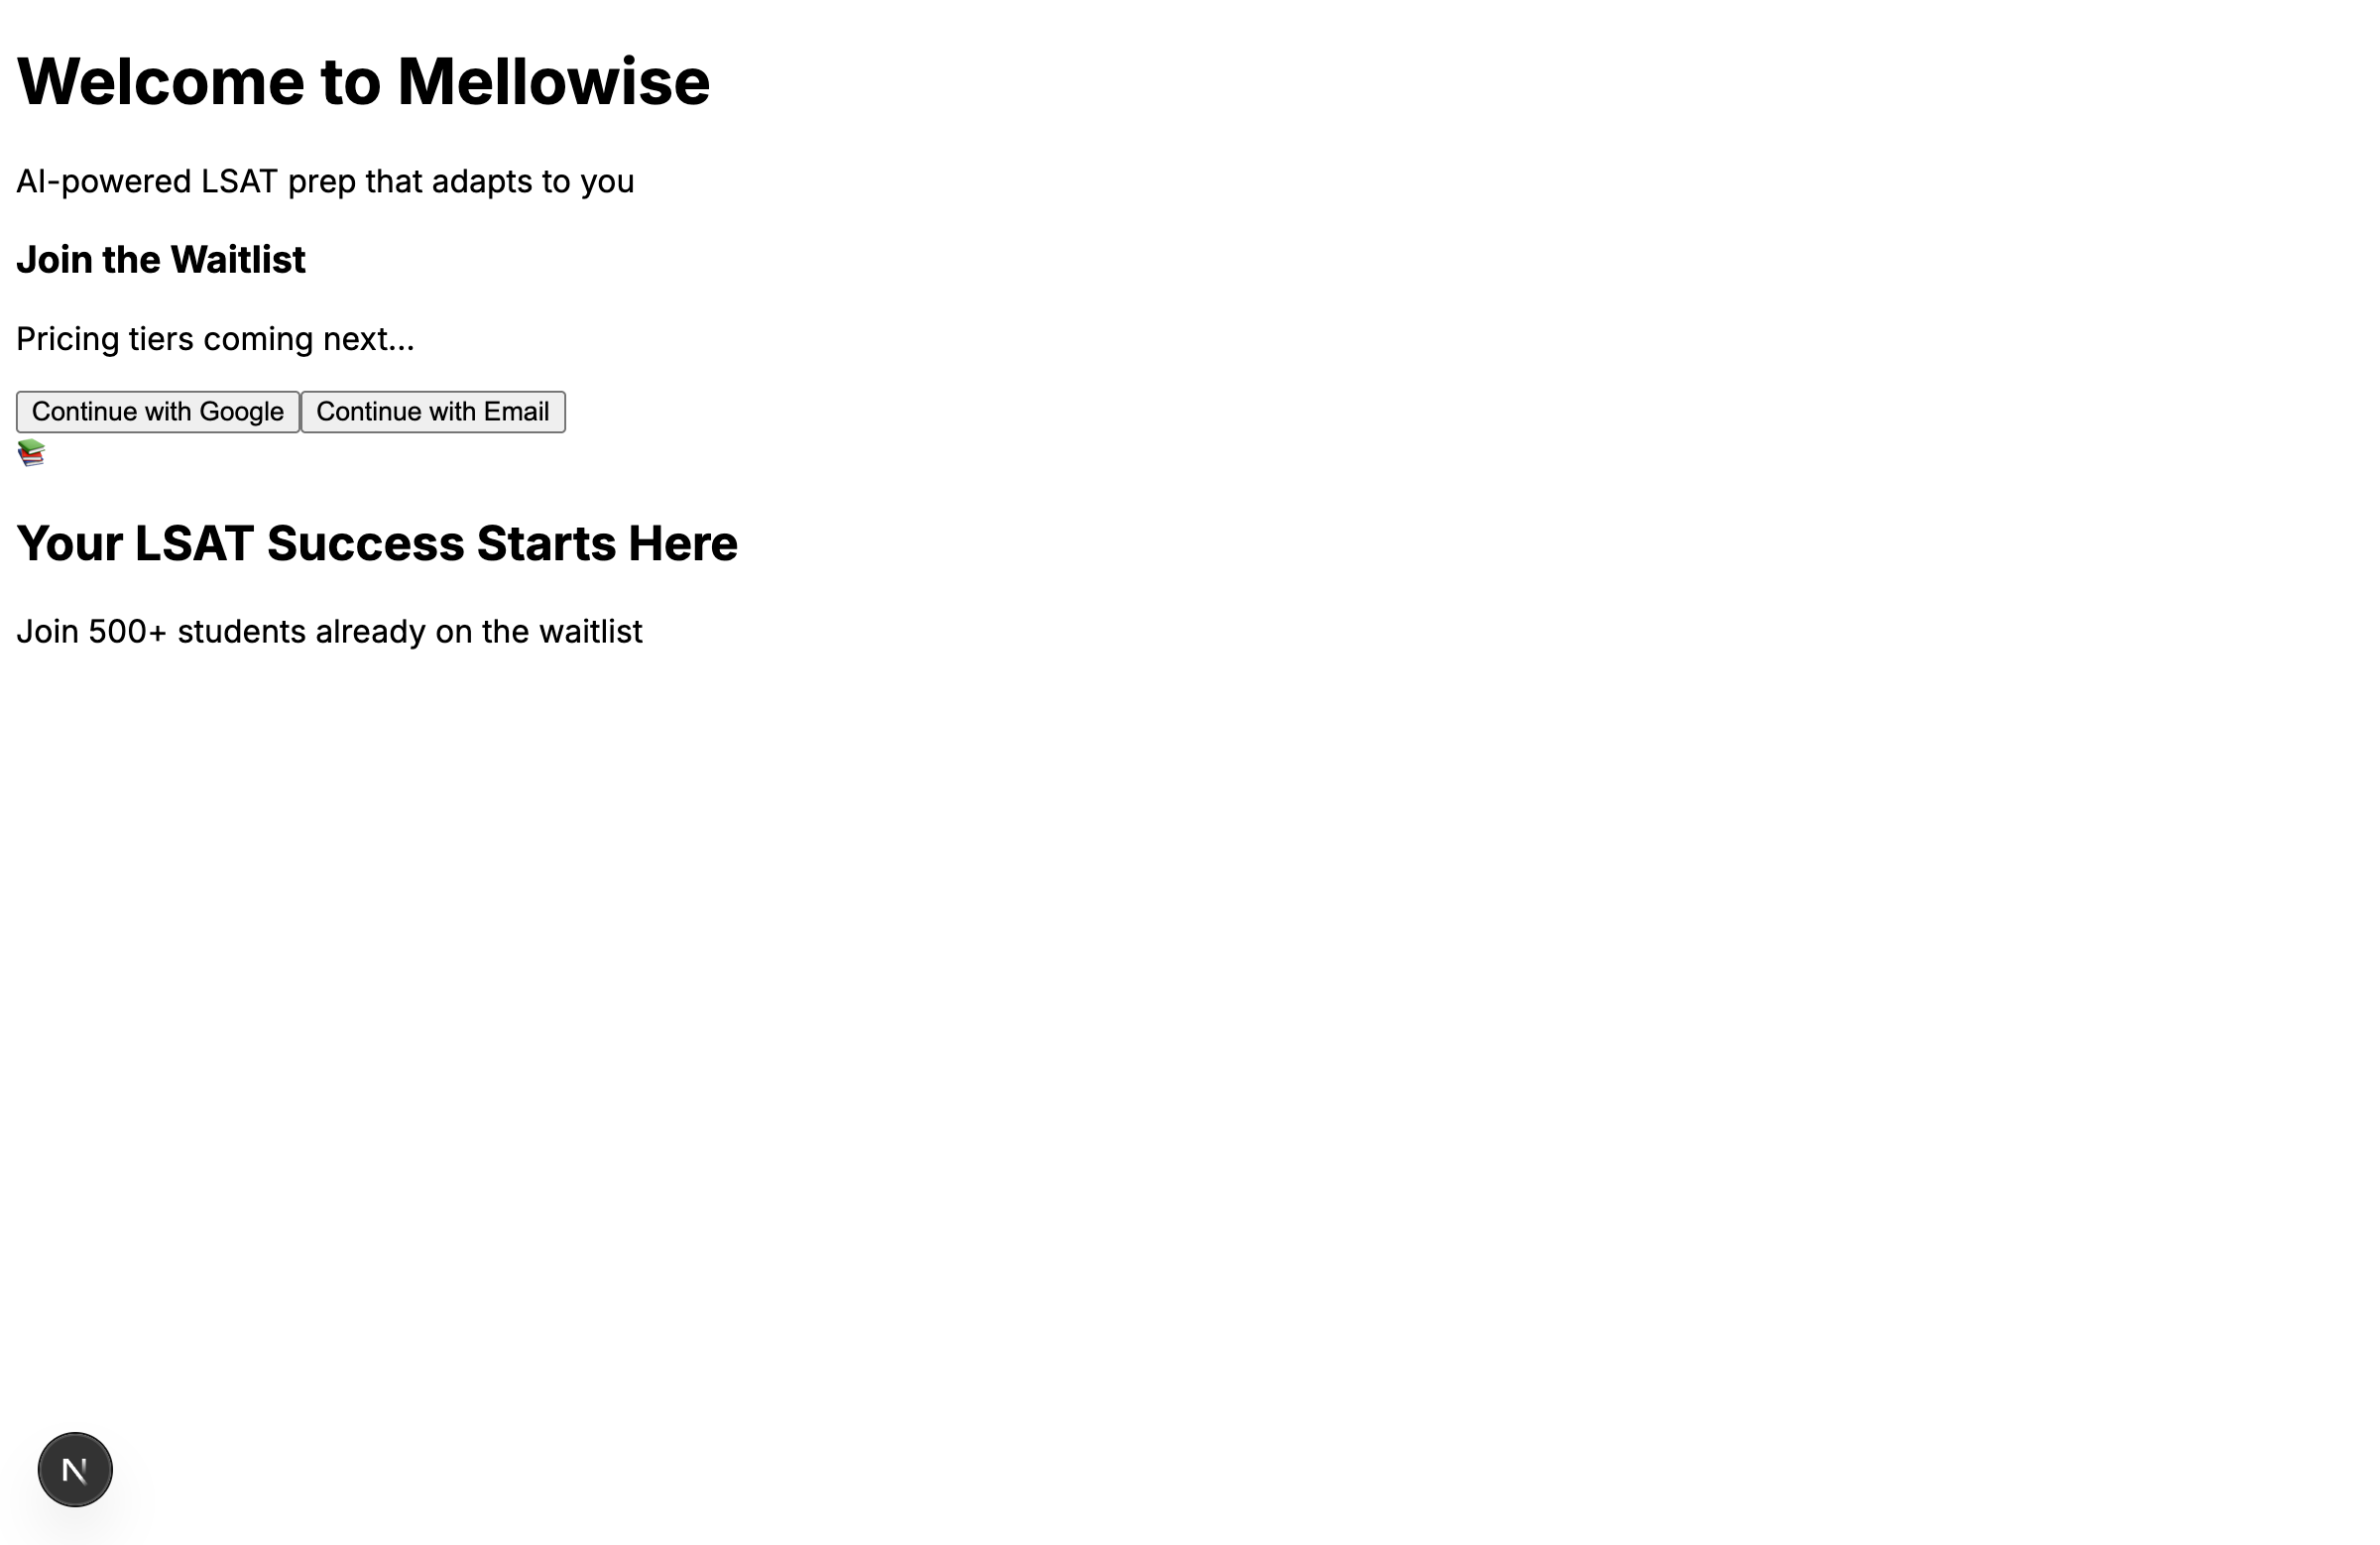 Welcome to Mellowise
AI-powered LSAT prep that adapts to you
Join the Waitlist
Pricing tiers coming next...
Continue with Google
Continue with Email
Your LSAT Success Starts Here
Join 500+ students already on the waitlist
N